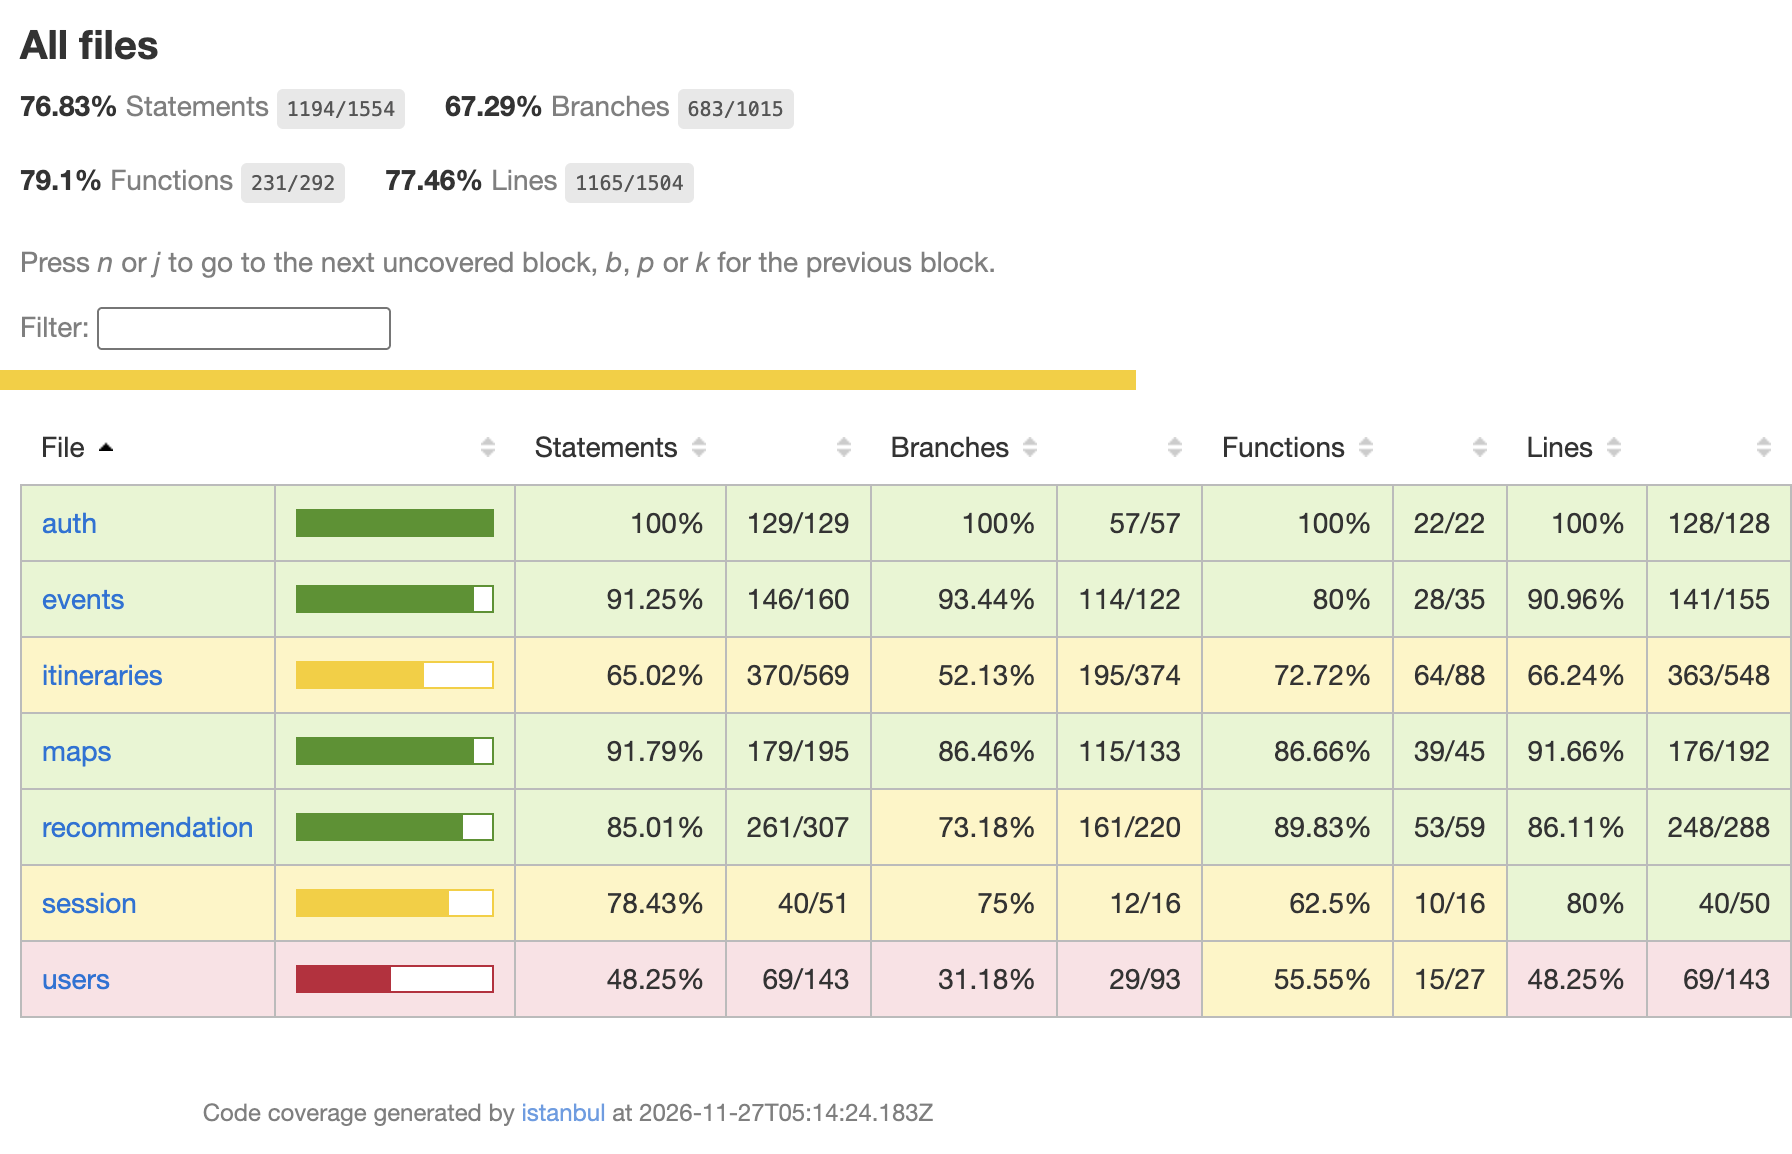 All files
76.83% Statements 1194/1554 67.29% Branches 683/1015
79.1% Functions 231/292 77.46% Lines 1165/1504
Press n or j to go to the next uncovered block, b, p or k for the previous block.
Filter:
File Statements Branches Functions Lines
auth 100% 129/129 100% 57/57 100% 22/22 100% 128/128
events 91.25% 146/160 93.44% 114/122 80% 28/35 90.96% 141/155
itineraries 65.02% 370/569 52.13% 195/374 72.72% 64/88 66.24% 363/548
maps 91.79% 179/195 86.46% 115/133 86.66% 39/45 91.66% 176/192
recommendation 85.01% 261/307 73.18% 161/220 89.83% 53/59 86.11% 248/288
session 78.43% 40/51 75% 12/16 62.5% 10/16 80% 40/50
users 48.25% 69/143 31.18% 29/93 55.55% 15/27 48.25% 69/143
Code coverage generated by istanbul at 2026-11-27T05:14:24.183Z